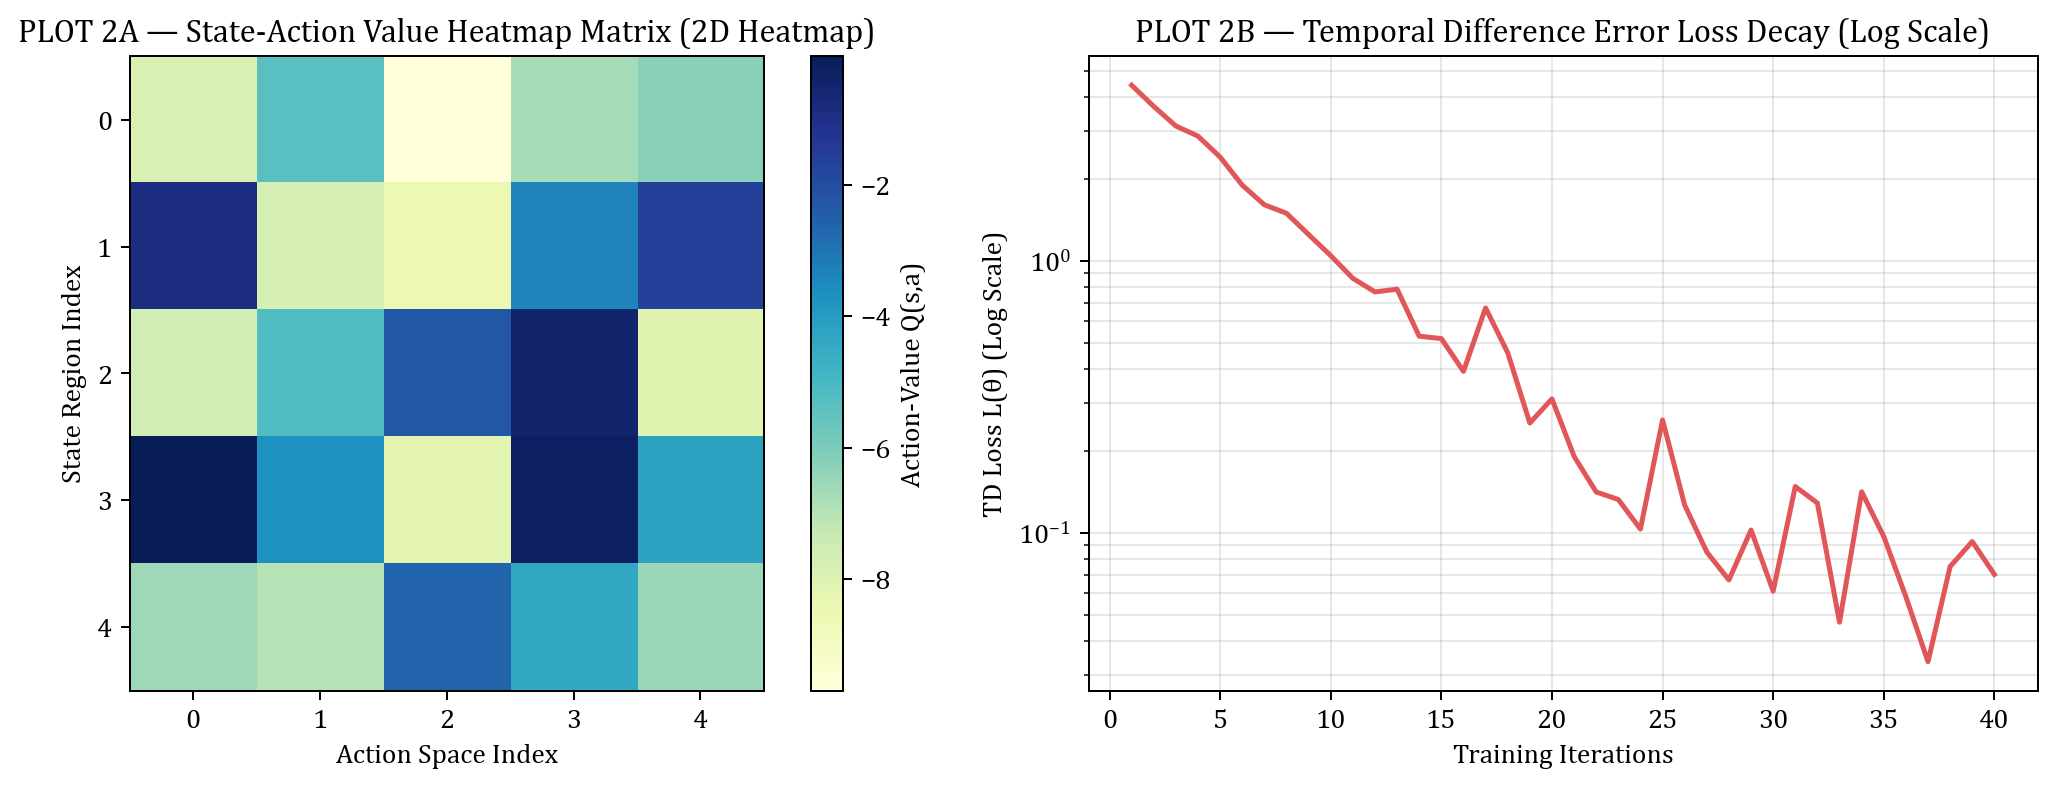 PLOT 2A — State-Action Value Heatmap Matrix (2D Heatmap)
0
1
2
3
4
State Region Index
0 1 2 3 4
Action Space Index
−2
−4
−6
−8
Action-Value Q(s,a)
PLOT 2B — Temporal Difference Error Loss Decay (Log Scale)
10⁰
10⁻¹
TD Loss L(θ) (Log Scale)
0 5 10 15 20 25 30 35 40
Training Iterations